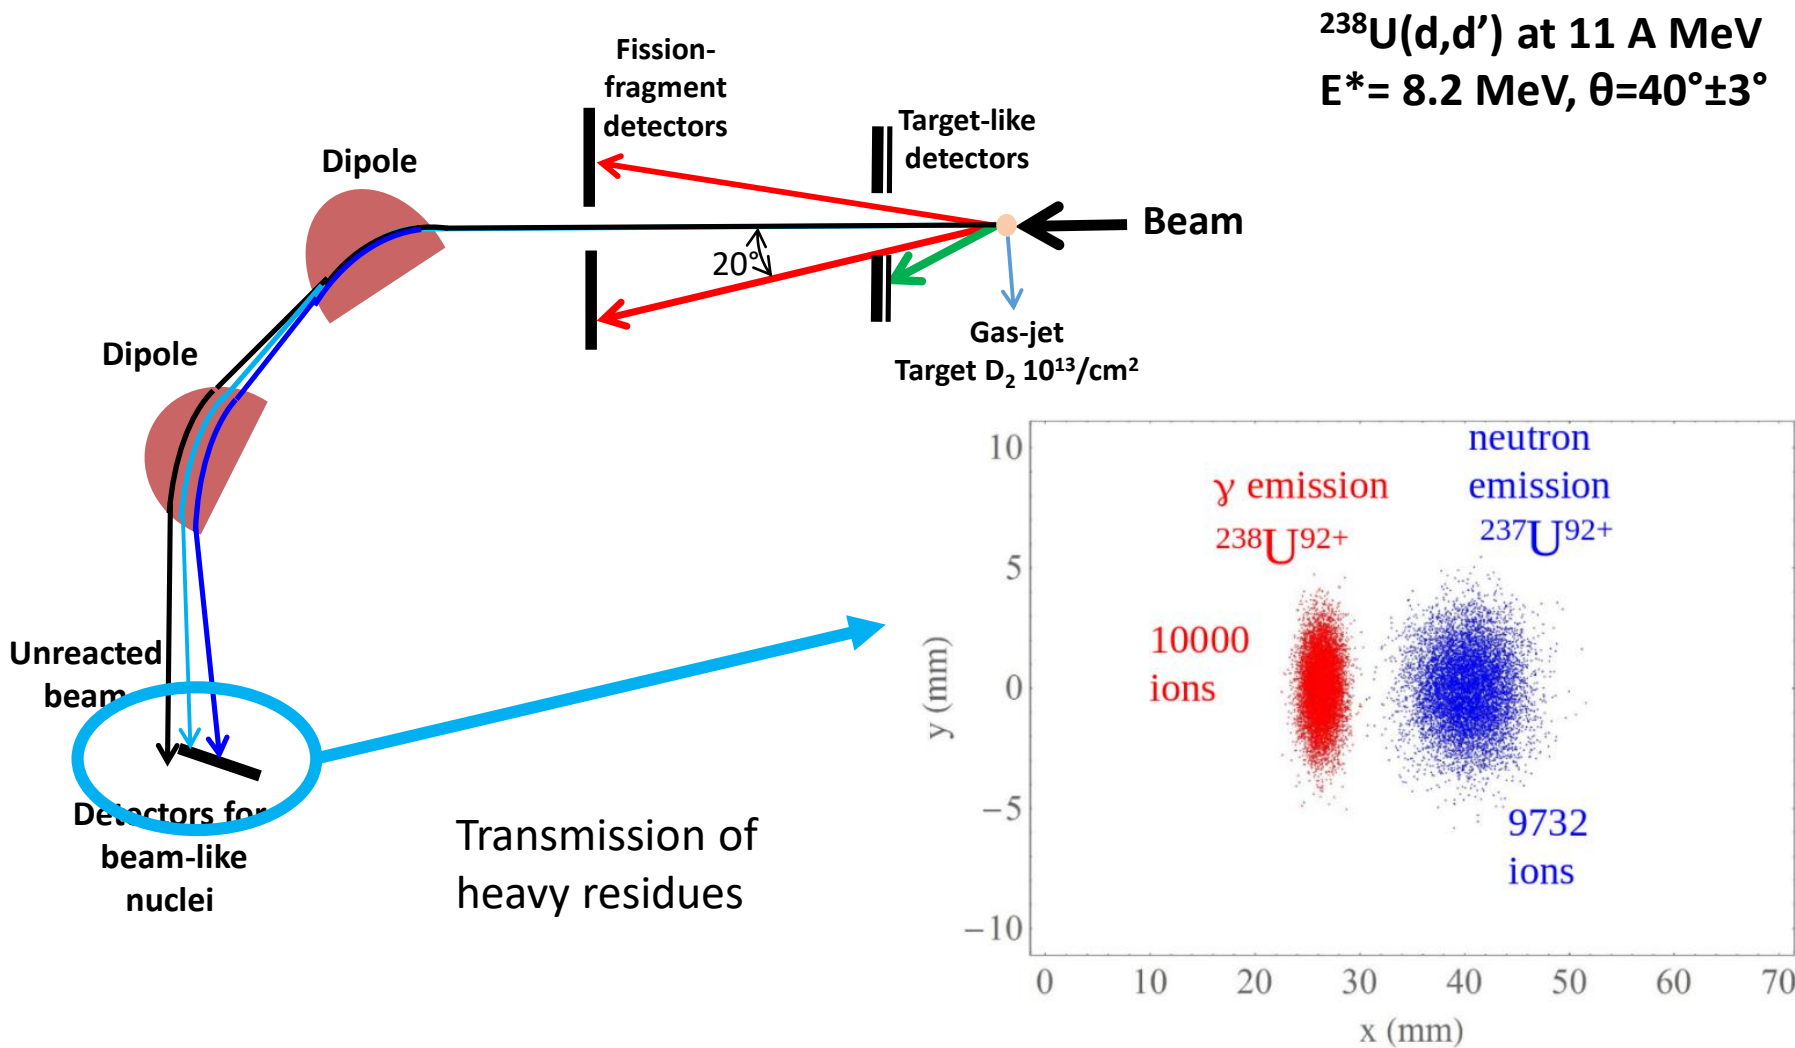 ²³⁸U(d,d’) at 11 A MeV
E*= 8.2 MeV, θ=40°±3°
Fission-
fragment
detectors
Target-like
detectors
Dipole
Beam
20°
Gas-jet
Target D₂ 10¹³/cm²
Dipole
Unreacted
beam
Detectors for
beam-like
nuclei
Transmission of
heavy residues
neutron
emission
²³⁷U⁹²⁺
γ emission
²³⁸U⁹²⁺
10000
ions
9732
ions
10
5
0
−5
−10
y (mm)
0 10 20 30 40 50 60 70
x (mm)